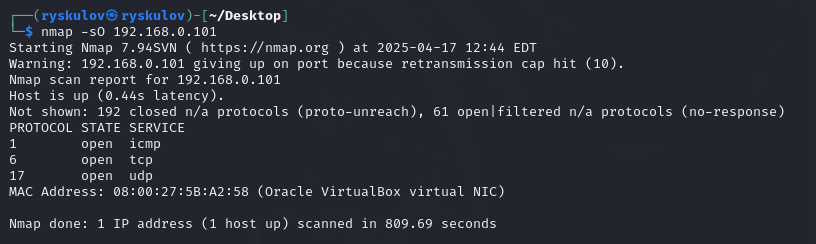 ┌──(ryskulov㉿ryskulov)-[~/Desktop]
└─$ nmap -sO 192.168.0.101
Starting Nmap 7.94SVN ( https://nmap.org ) at 2025-04-17 12:44 EDT
Warning: 192.168.0.101 giving up on port because retransmission cap hit (10).
Nmap scan report for 192.168.0.101
Host is up (0.44s latency).
Not shown: 192 closed n/a protocols (proto-unreach), 61 open|filtered n/a protocols (no-response)
PROTOCOL STATE SERVICE
1        open  icmp
6        open  tcp
17       open  udp
MAC Address: 08:00:27:5B:A2:58 (Oracle VirtualBox virtual NIC)
Nmap done: 1 IP address (1 host up) scanned in 809.69 seconds